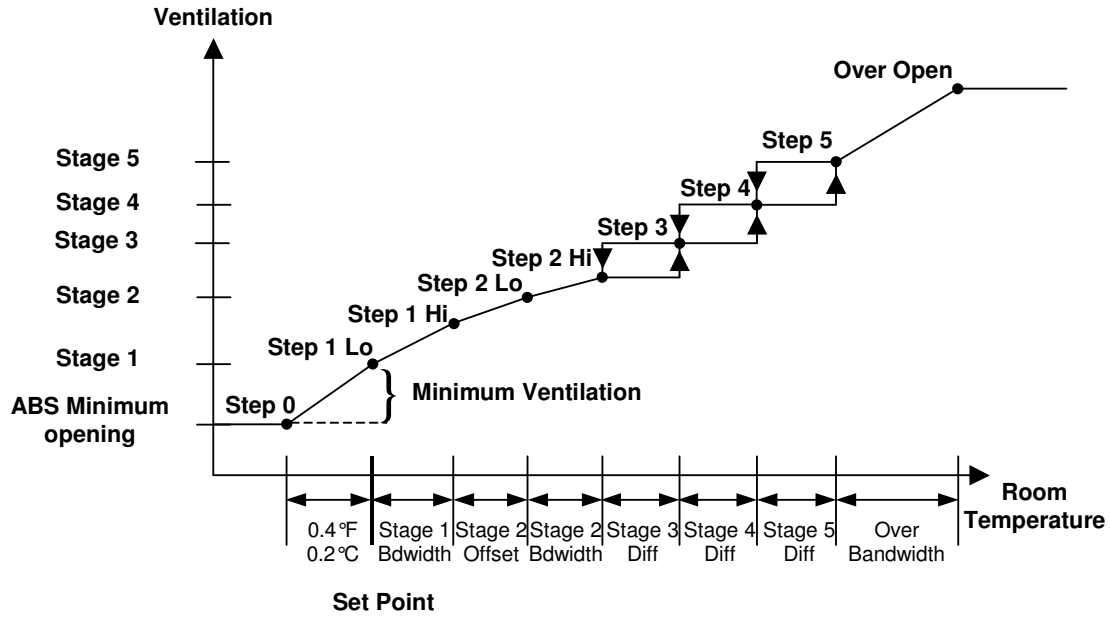 Ventilation
Over Open
Stage 5
Step 5
Stage 4
Step 4
Stage 3
Step 3
Step 2 Hi
Stage 2
Step 2 Lo
Step 1 Hi
Stage 1
Step 1 Lo
Minimum Ventilation
ABS Minimum
opening
Step 0
Room
Temperature
0.4°F
0.2°C
Stage 1
Bdwidth
Stage 2
Offset
Stage 2
Bdwidth
Stage 3
Diff
Stage 4
Diff
Stage 5
Diff
Over
Bandwidth
Set Point